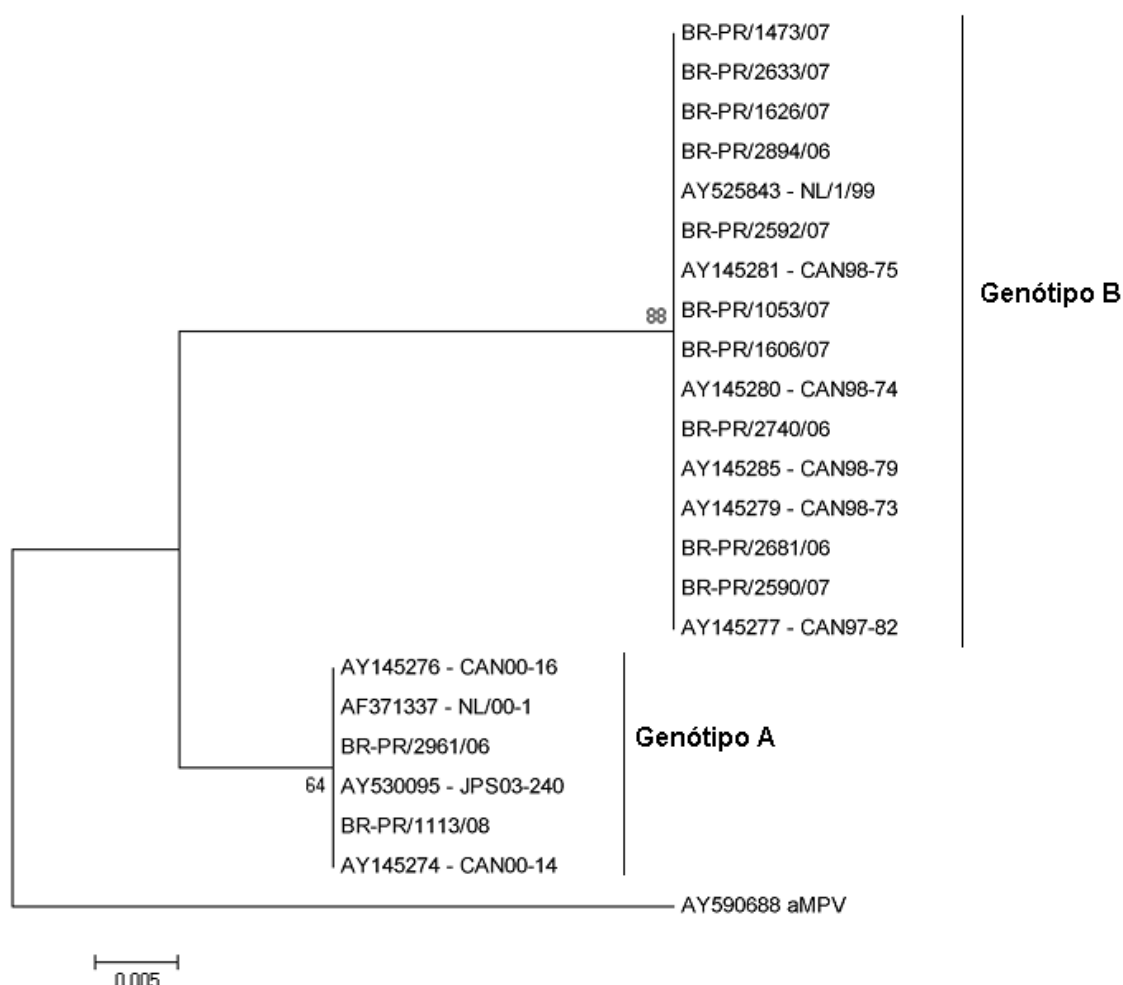 BR-PR/1473/07
BR-PR/2633/07
BR-PR/1626/07
BR-PR/2894/06
AY525843 - NL/1/99
BR-PR/2592/07
AY145281 - CAN98-75
Genótipo B
88
BR-PR/1053/07
BR-PR/1606/07
AY145280 - CAN98-74
BR-PR/2740/06
AY145285 - CAN98-79
AY145279 - CAN98-73
BR-PR/2681/06
BR-PR/2590/07
AY145277 - CAN97-82
AY145276 - CAN00-16
AF371337 - NL/00-1
Genótipo A
BR-PR/2961/06
64
AY530095 - JPS03-240
BR-PR/1113/08
AY145274 - CAN00-14
AY590688 aMPV
0.005